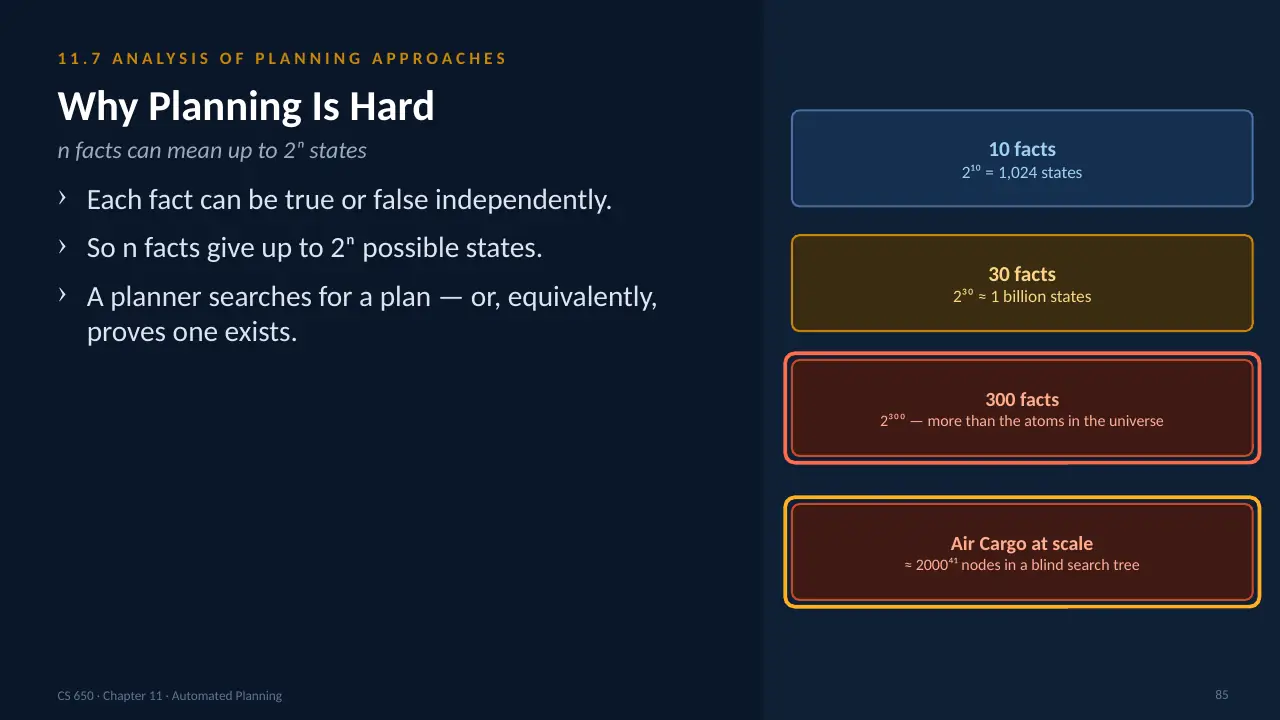 11.7 ANALYSIS OF PLANNING APPROACHES
Why Planning Is Hard
n facts can mean up to 2ⁿ states
› Each fact can be true or false independently.
› So n facts give up to 2ⁿ possible states.
› A planner searches for a plan — or, equivalently,
proves one exists.
10 facts
2¹⁰ = 1,024 states
30 facts
2³⁰ ≈ 1 billion states
300 facts
2³⁰⁰ — more than the atoms in the universe
Air Cargo at scale
≈ 2000⁴¹ nodes in a blind search tree
CS 650 · Chapter 11 · Automated Planning
85